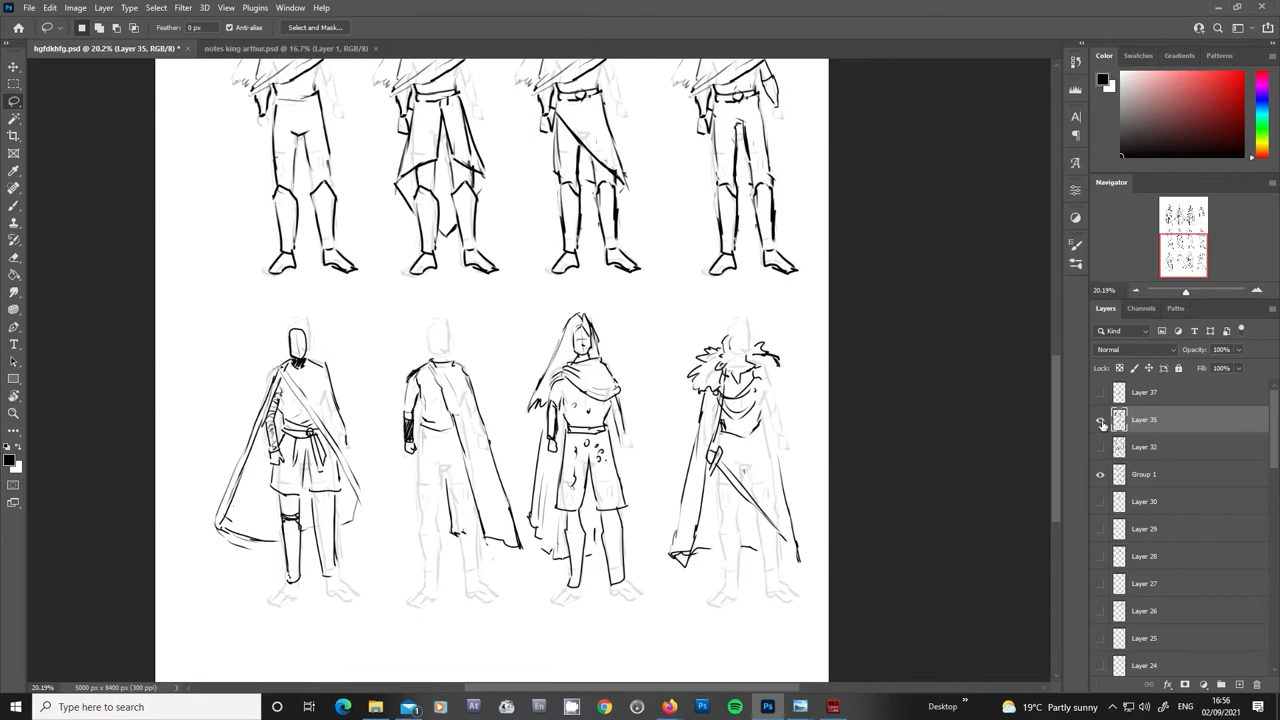 File Edit Image Layer Type Select Filter 3D View Plugins Window Help
Feather: 0 px Anti-alias Select and Mask...
hgfdkhfg.psd @ 20.2% (Layer 35, RGB/8) * × notes king arthur.psd @ 16.7% (Layer 1, RGB/8) ×
Color Swatches Gradients Patterns
Navigator
20.19%
Layers Channels Paths
Kind
Normal Opacity: 100%
Lock: Fill: 100%
Layer 37
Layer 35
Layer 32
Group 1
Layer 30
Layer 29
Layer 28
Layer 27
Layer 26
Layer 25
Layer 24
20.19% 5000 px x 8400 px (300 ppi)
Type here to search
Desktop
19°C Partly sunny
16:56
02/09/2021